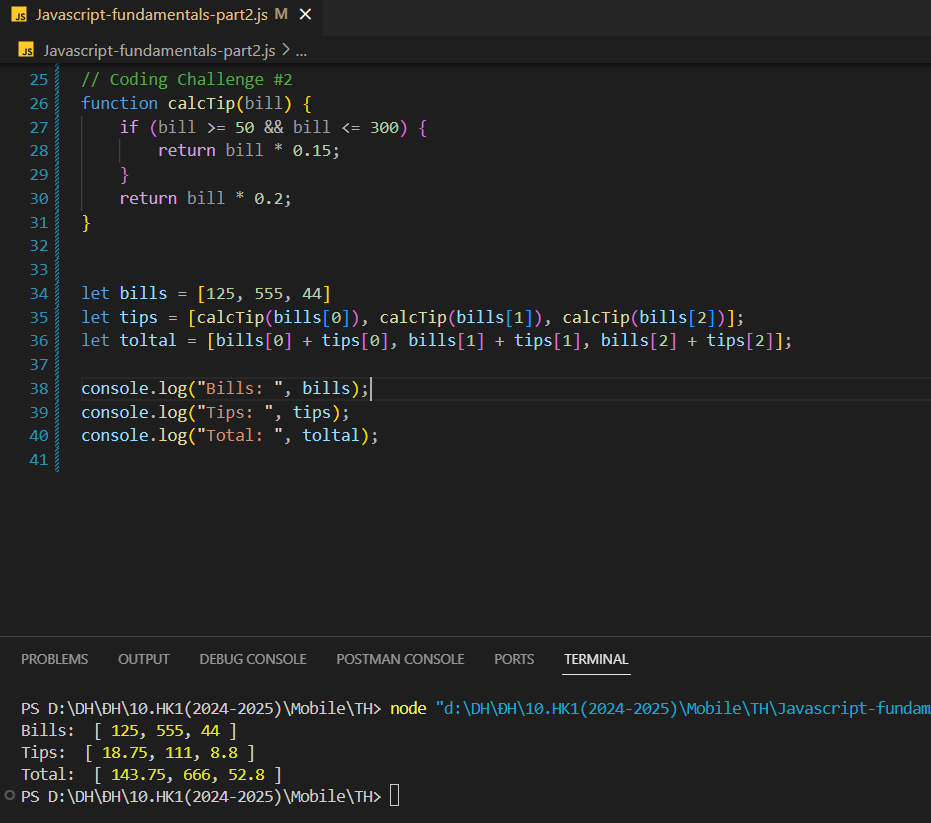 JS Javascript-fundamentals-part2.js M ×
JS Javascript-fundamentals-part2.js > ...
25 // Coding Challenge #2
26 function calcTip(bill) {
27     if (bill >= 50 && bill <= 300) {
28         return bill * 0.15;
29     }
30     return bill * 0.2;
31 }
32
33
34 let bills = [125, 555, 44]
35 let tips = [calcTip(bills[0]), calcTip(bills[1]), calcTip(bills[2])];
36 let toltal = [bills[0] + tips[0], bills[1] + tips[1], bills[2] + tips[2]];
37
38 console.log("Bills: ", bills);
39 console.log("Tips: ", tips);
40 console.log("Total: ", toltal);
41
PROBLEMS OUTPUT DEBUG CONSOLE POSTMAN CONSOLE PORTS TERMINAL
PS D:\DH\ĐH\10.HK1(2024-2025)\Mobile\TH> node "d:\DH\ĐH\10.HK1(2024-2025)\Mobile\TH\Javascript-fundam
Bills:  [ 125, 555, 44 ]
Tips:  [ 18.75, 111, 8.8 ]
Total:  [ 143.75, 666, 52.8 ]
PS D:\DH\ĐH\10.HK1(2024-2025)\Mobile\TH>